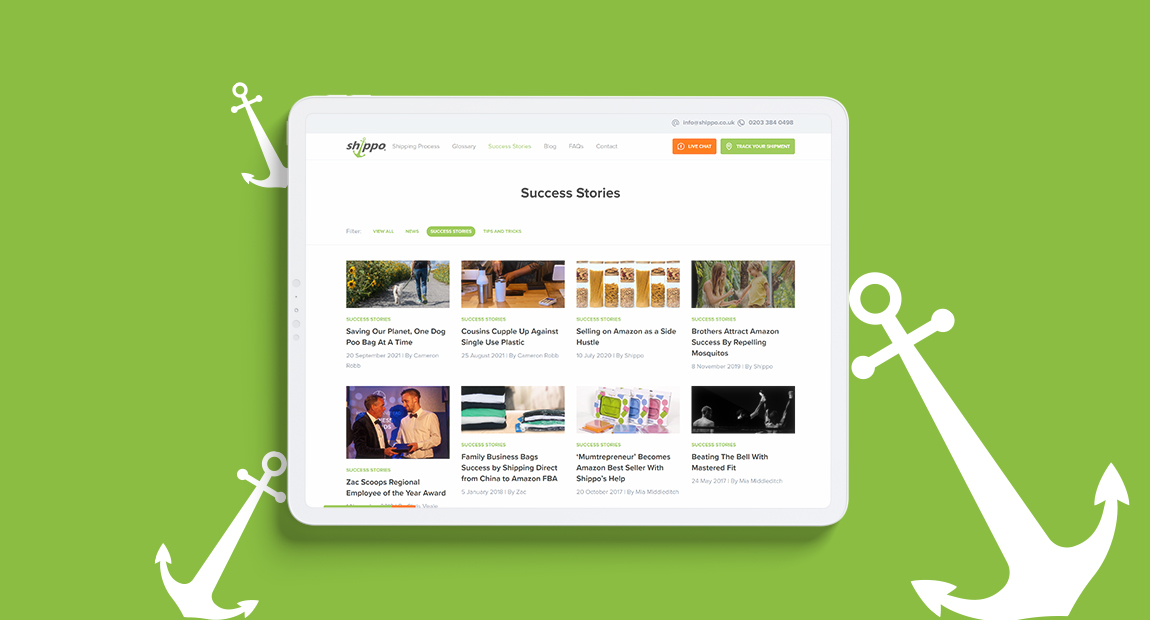 info@shippo.co.uk 0203 384 0498
shippo Shipping Process Glossary Success Stories Blog FAQs Contact LIVE CHAT TRACK YOUR SHIPMENT
Success Stories
Filter: VIEW ALL NEWS SUCCESS STORIES TIPS AND TRICKS
SUCCESS STORIES
Saving Our Planet, One Dog
Poo Bag At A Time
20 September 2021 | By Cameron
Robb
SUCCESS STORIES
Cousins Cupple Up Against
Single Use Plastic
25 August 2021 | By Cameron Robb
SUCCESS STORIES
Selling on Amazon as a Side
Hustle
10 July 2020 | By Shippo
SUCCESS STORIES
Brothers Attract Amazon
Success By Repelling
Mosquitos
8 November 2019 | By Shippo
SUCCESS STORIES
Zac Scoops Regional
Employee of the Year Award
SUCCESS STORIES
Family Business Bags
Success by Shipping Direct
from China to Amazon FBA
5 January 2018 | By Zac
SUCCESS STORIES
‘Mumtrepreneur’ Becomes
Amazon Best Seller With
Shippo’s Help
20 October 2017 | By Mia Middleditch
SUCCESS STORIES
Beating The Bell With
Mastered Fit
24 May 2017 | By Mia Middleditch